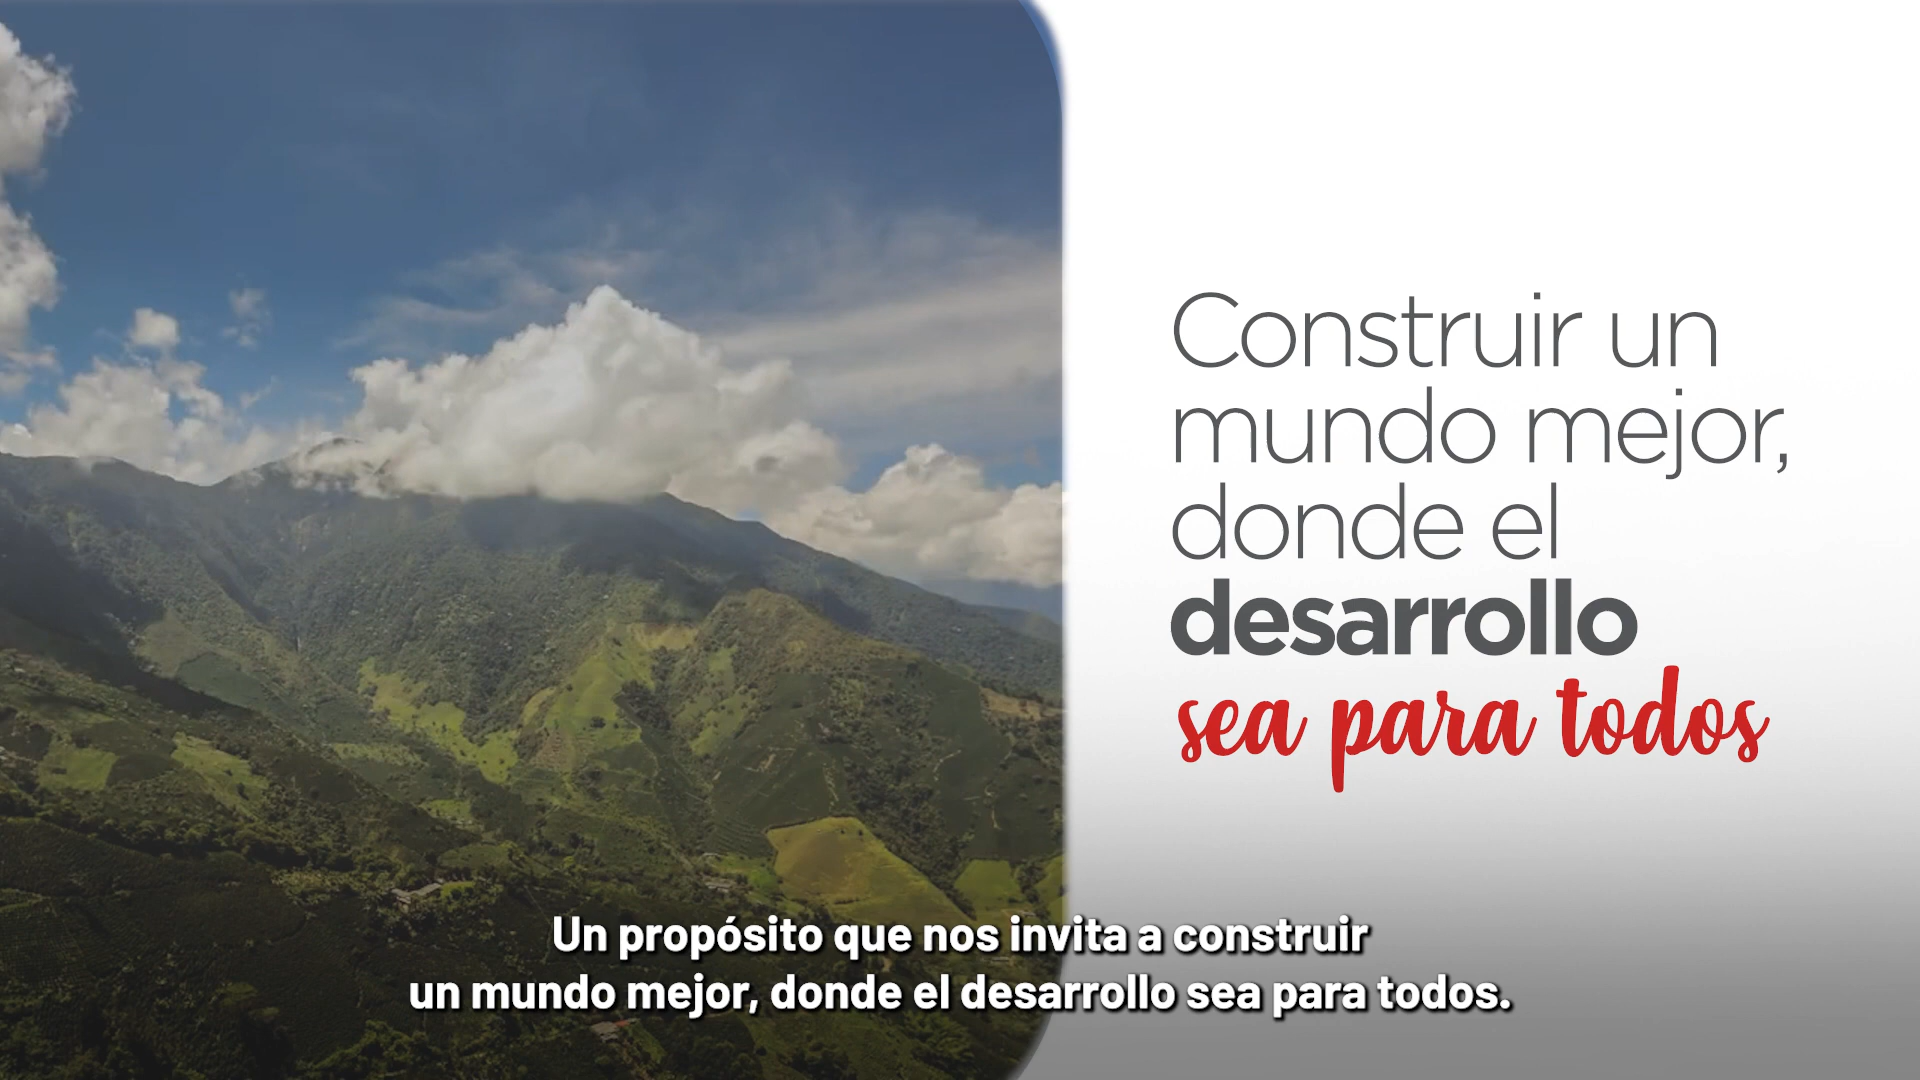 Construir un
mundo mejor,
donde el
desarrollo
sea para todos
Un propósito que nos invita a construir
un mundo mejor, donde el desarrollo sea para todos.